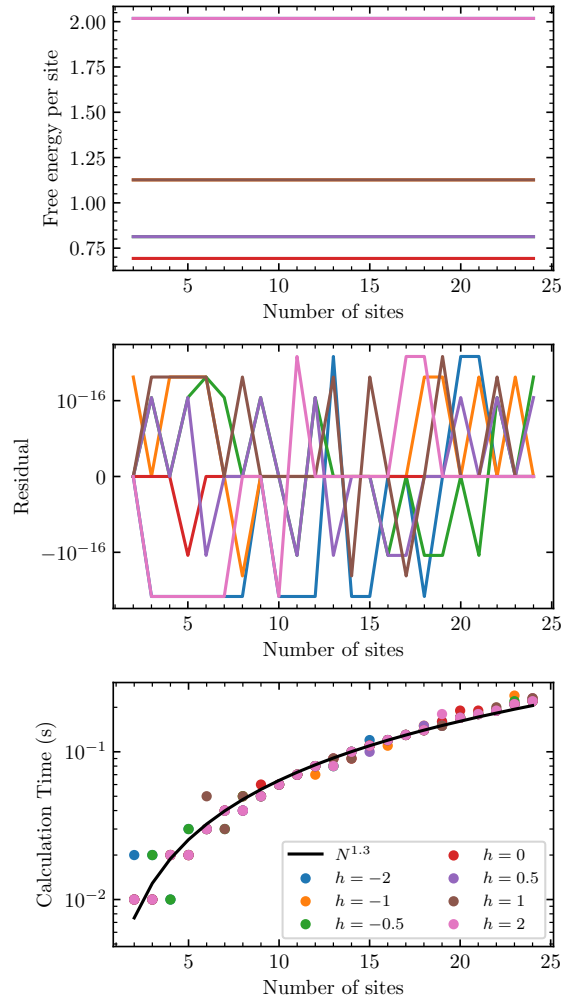 2.00
1.75
1.50
1.25
1.00
0.75
Free energy per site
5 10 15 20 25
Number of sites
10^{-16}
0
−10^{-16}
Residual
5 10 15 20 25
Number of sites
10^{-1}
10^{-2}
Calculation Time (s)
N^{1.3}
h = −2
h = −1
h = −0.5
h = 0
h = 0.5
h = 1
h = 2
5 10 15 20 25
Number of sites